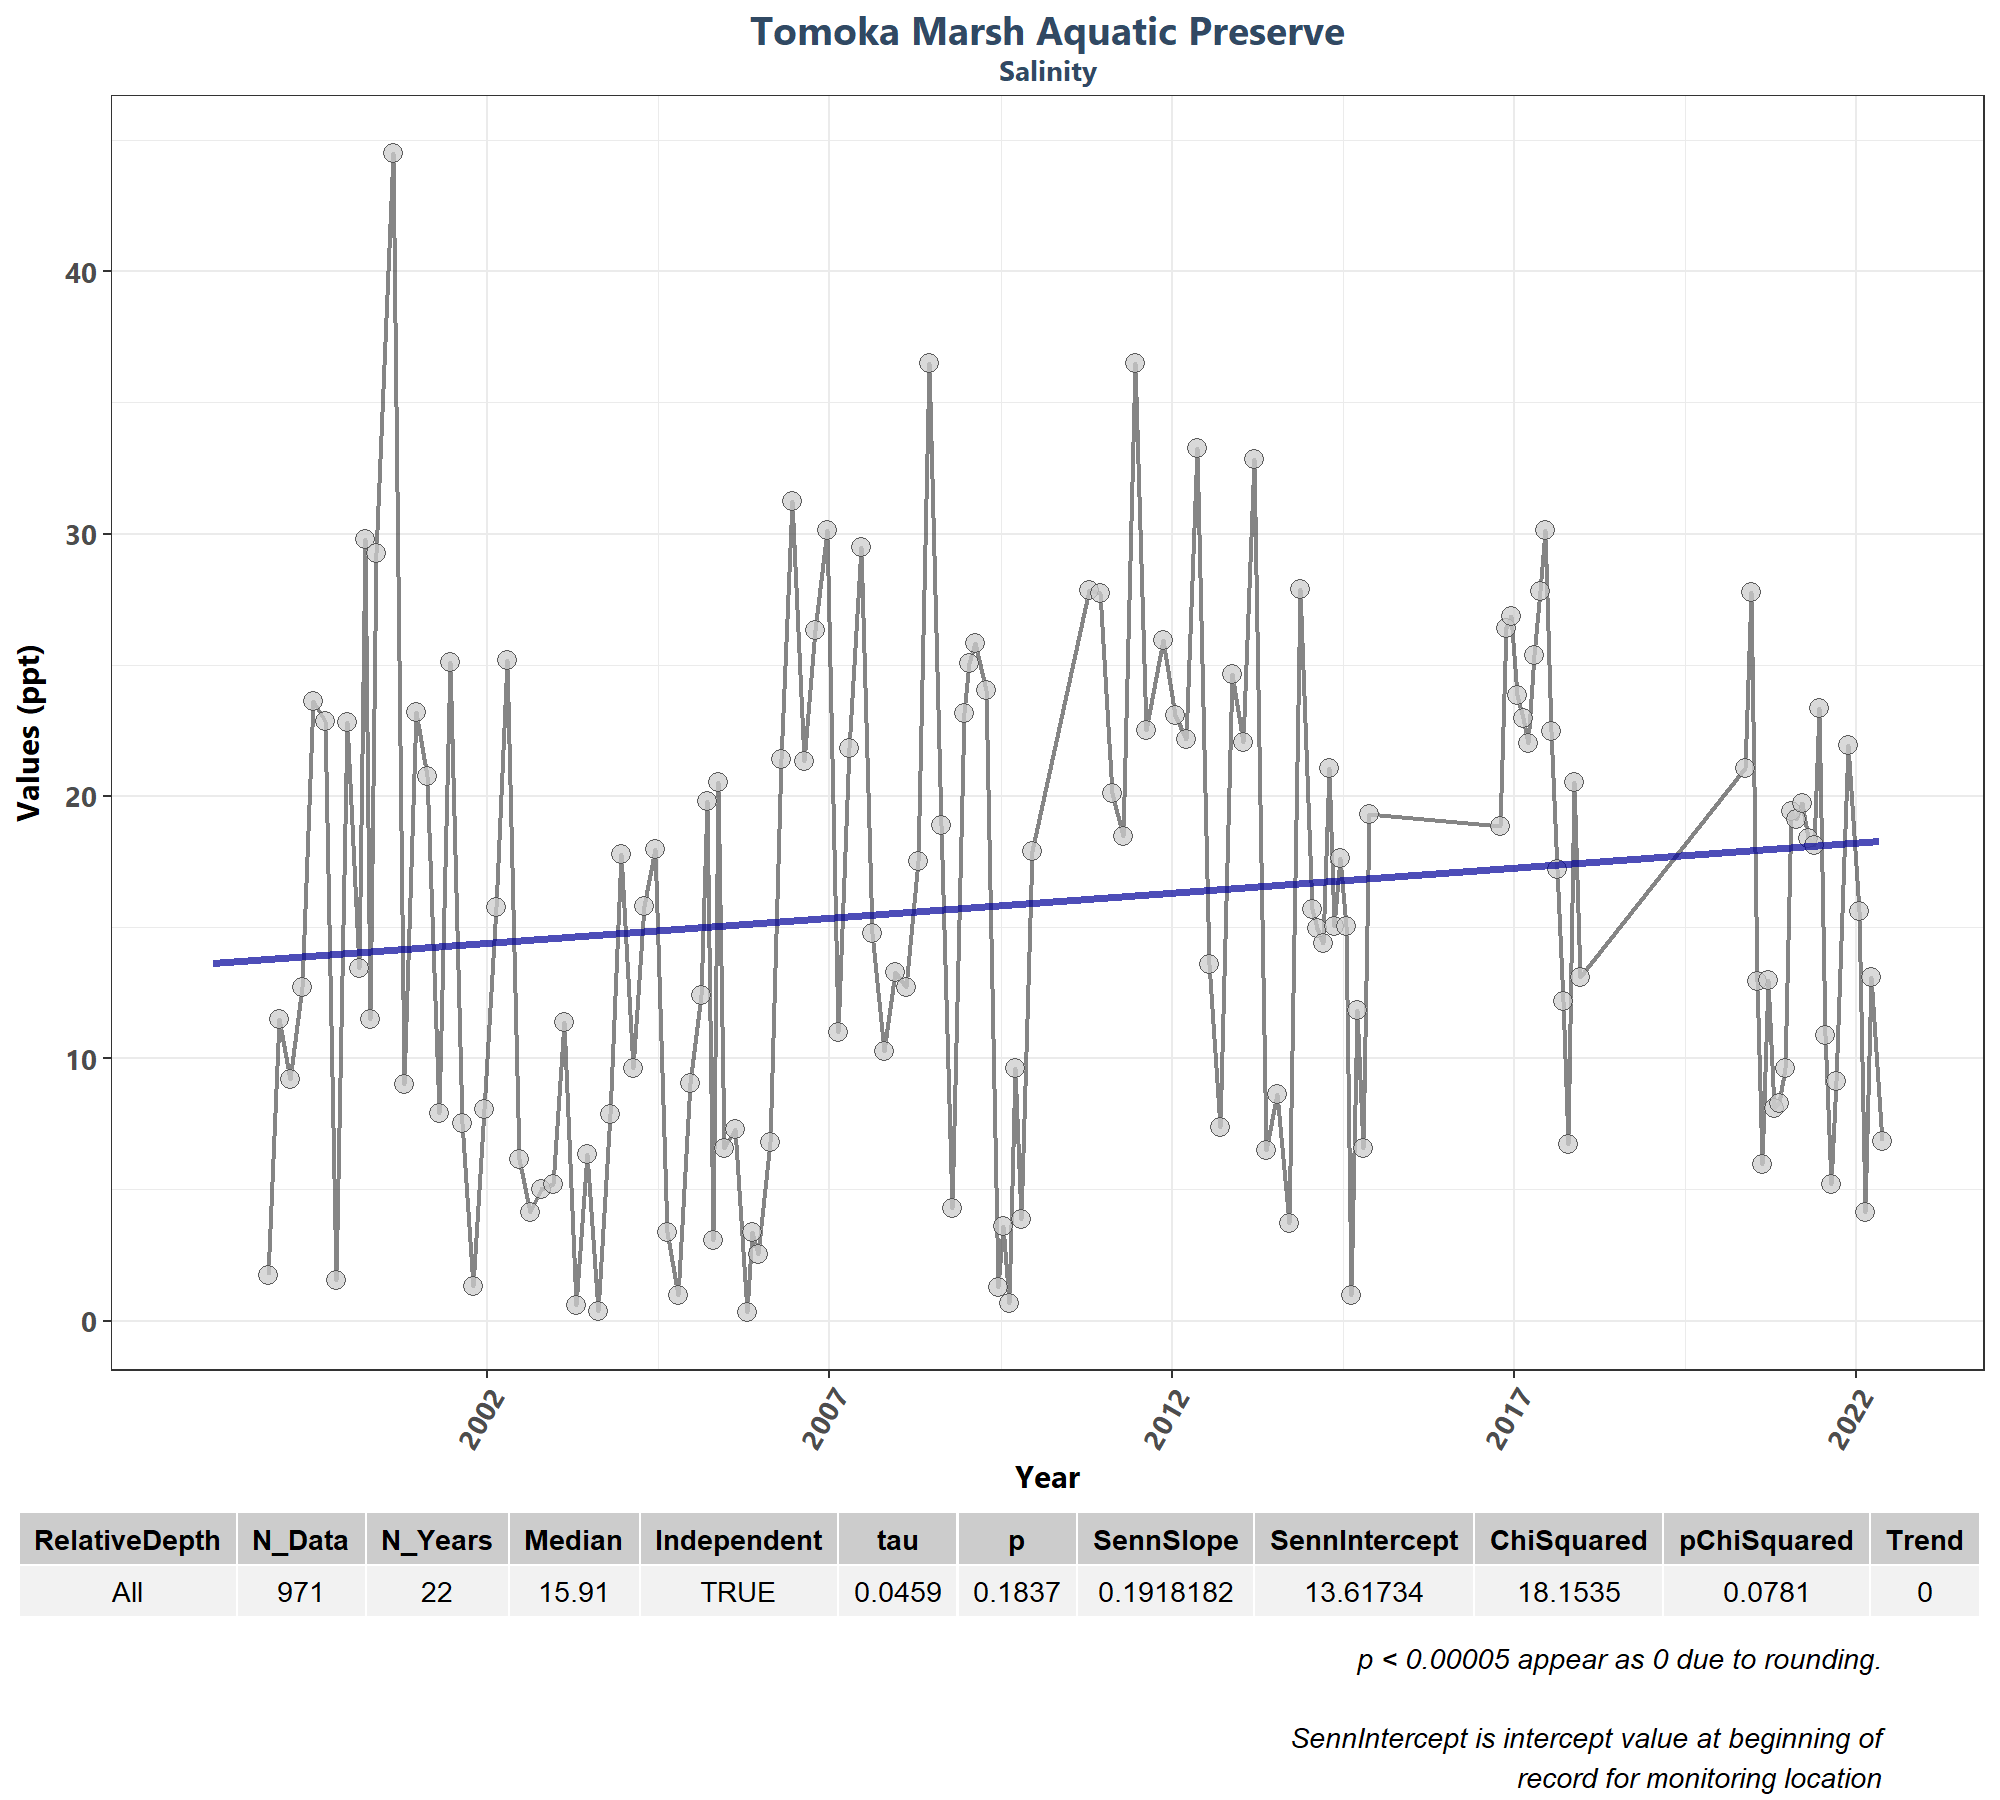 Tomoka Marsh Aquatic Preserve
Salinity
Values (ppt)
40
30
20
10
0
2002 2007 2012 2017 2022
Year
RelativeDepth N_Data N_Years Median Independent tau p SennSlope SennIntercept ChiSquared pChiSquared Trend
All 971 22 15.91 TRUE 0.0459 0.1837 0.1918182 13.61734 18.1535 0.0781 0
p < 0.00005 appear as 0 due to rounding.
SennIntercept is intercept value at beginning of
record for monitoring location